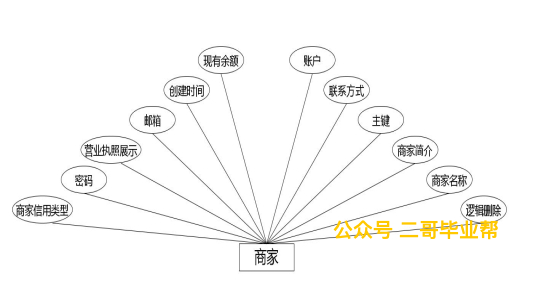 现有余额
账户
创建时间
联系方式
邮箱
主键
营业执照展示
商家简介
密码
商家名称
商家信用类型
逻辑删除
公众号 二哥毕业帮
商家